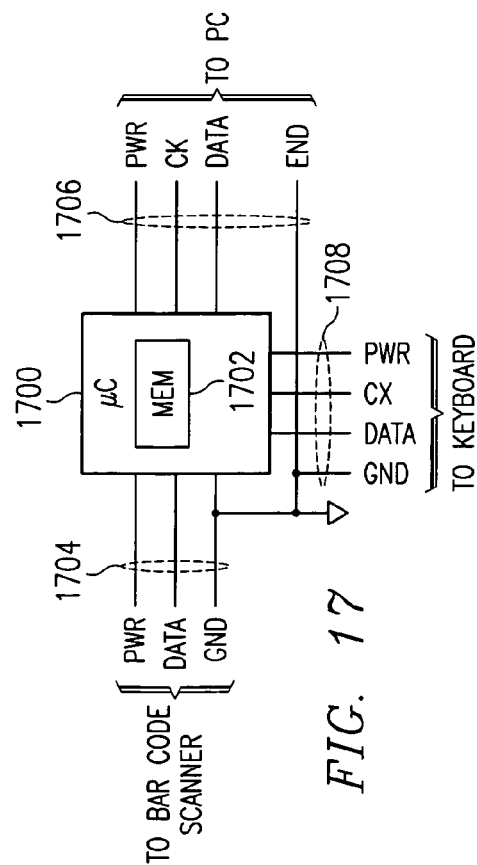 1700
1706
µC
MEM
1702
1704
PWR
DATA
GND
TO BAR CODE
SCANNER
PWR
CK
DATA
END
TO PC
1708
PWR
CX
DATA
GND
TO KEYBOARD
FIG. 17